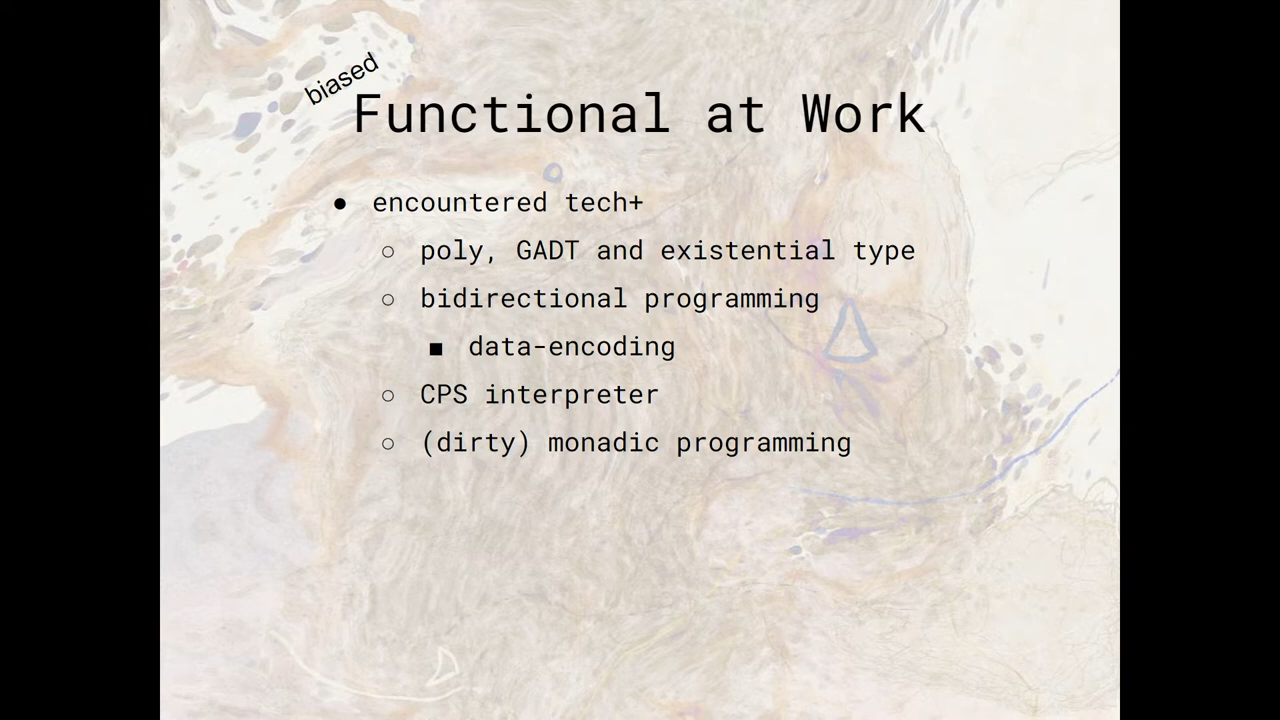 biased
Functional at Work
● encountered tech+
○ poly, GADT and existential type
○ bidirectional programming
■ data-encoding
○ CPS interpreter
○ (dirty) monadic programming